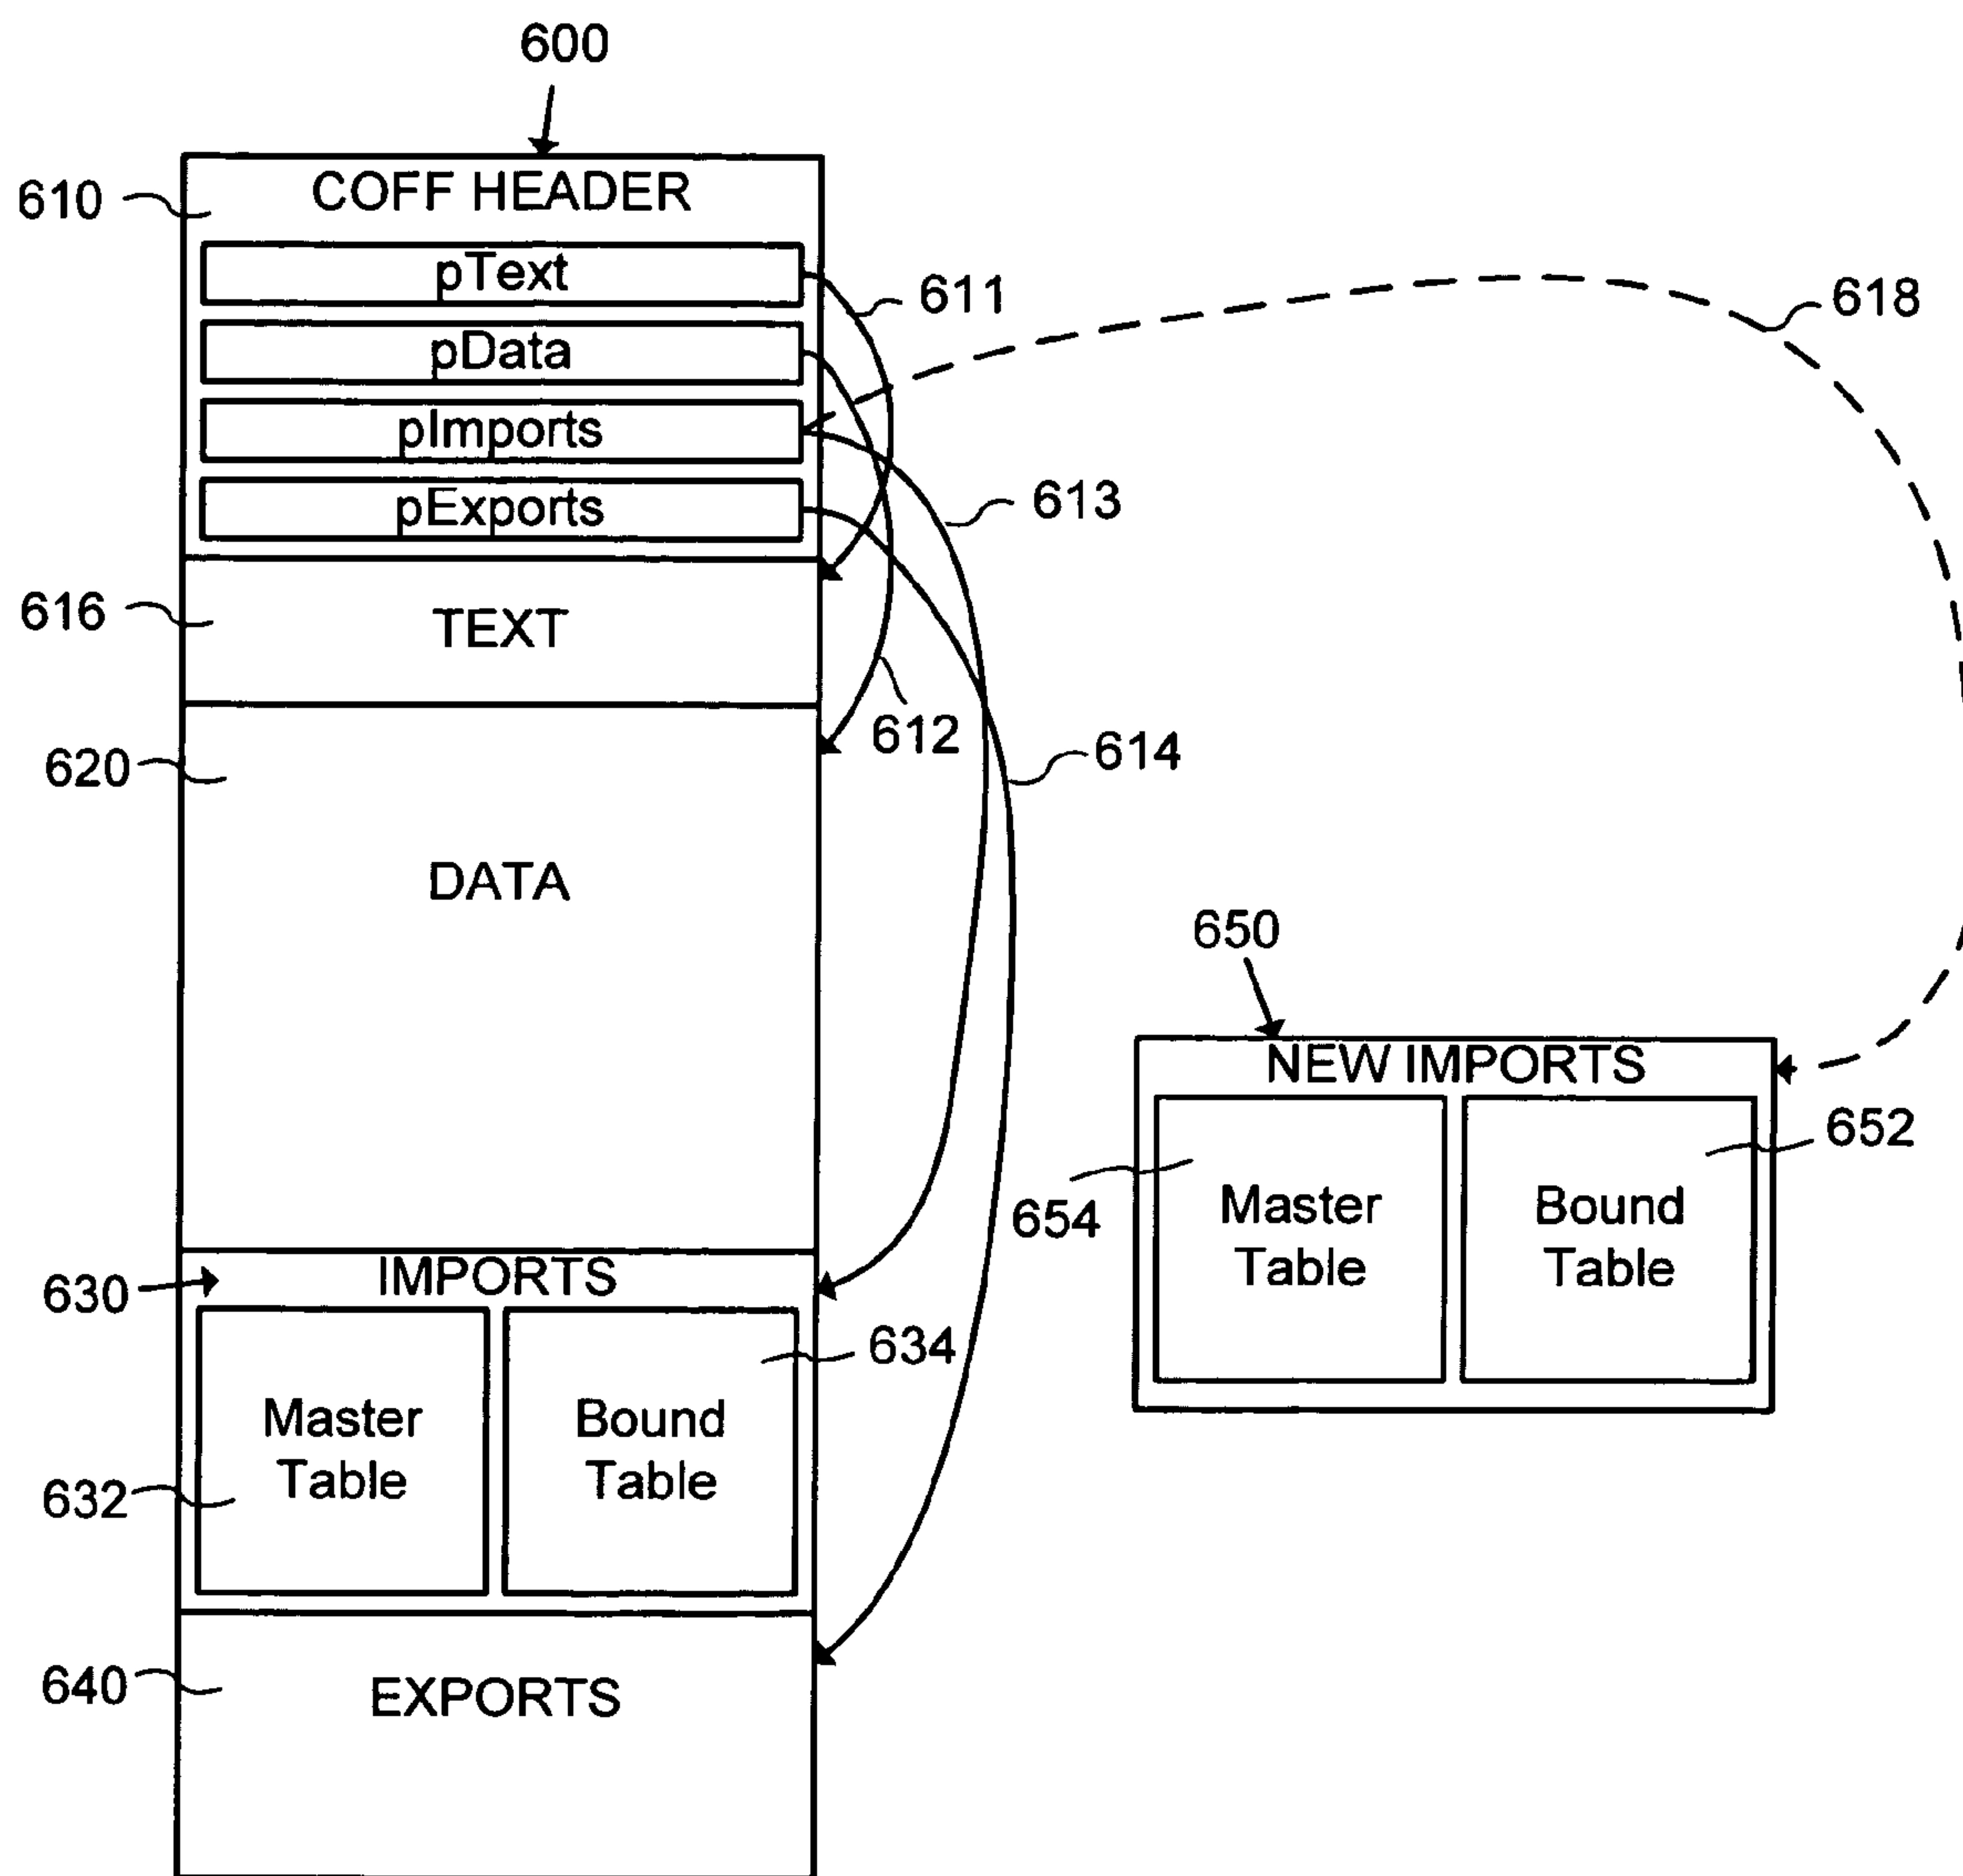 600
610
COFF HEADER
pText
611
618
pData
pImports
613
pExports
616
TEXT
612
614
620
DATA
650
NEW IMPORTS
652
654
Master
Table
Bound
Table
630
IMPORTS
634
Master
Table
Bound
Table
632
640
EXPORTS